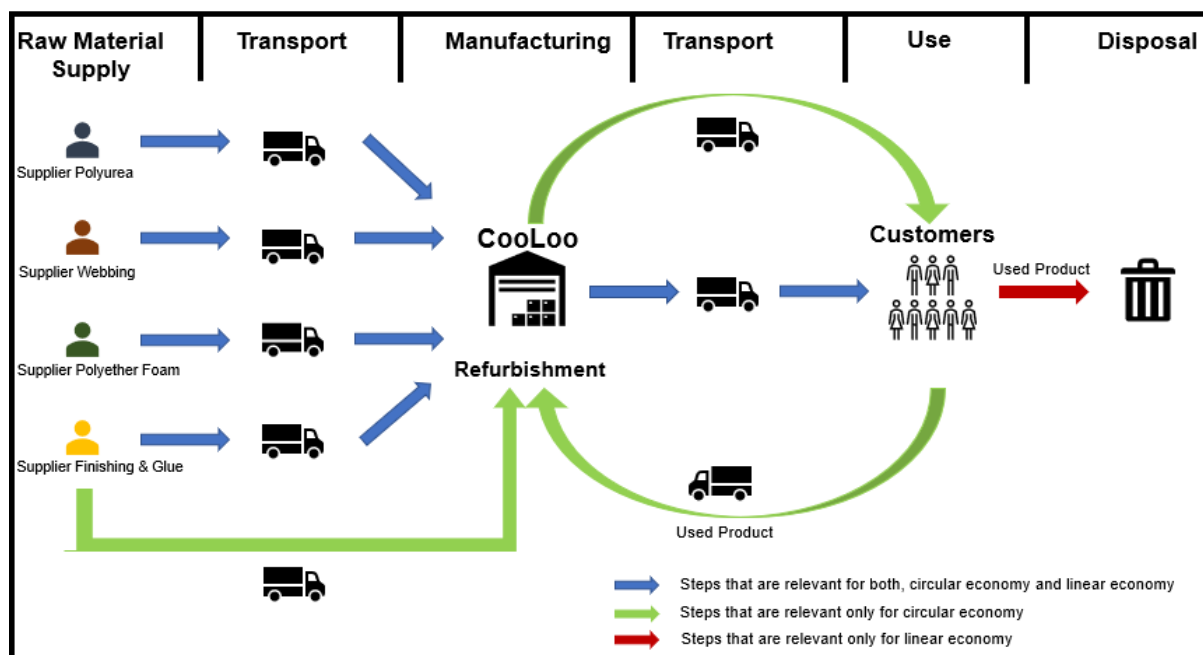 Raw Material
Supply
Transport
Manufacturing
Transport
Use
Disposal
Supplier Polyurea
Supplier Webbing
Supplier Polyether Foam
Supplier Finishing & Glue
CooLoo
Refurbishment
Customers
Used Product
Used Product
Steps that are relevant for both, circular economy and linear economy
Steps that are relevant only for circular economy
Steps that are relevant only for linear economy